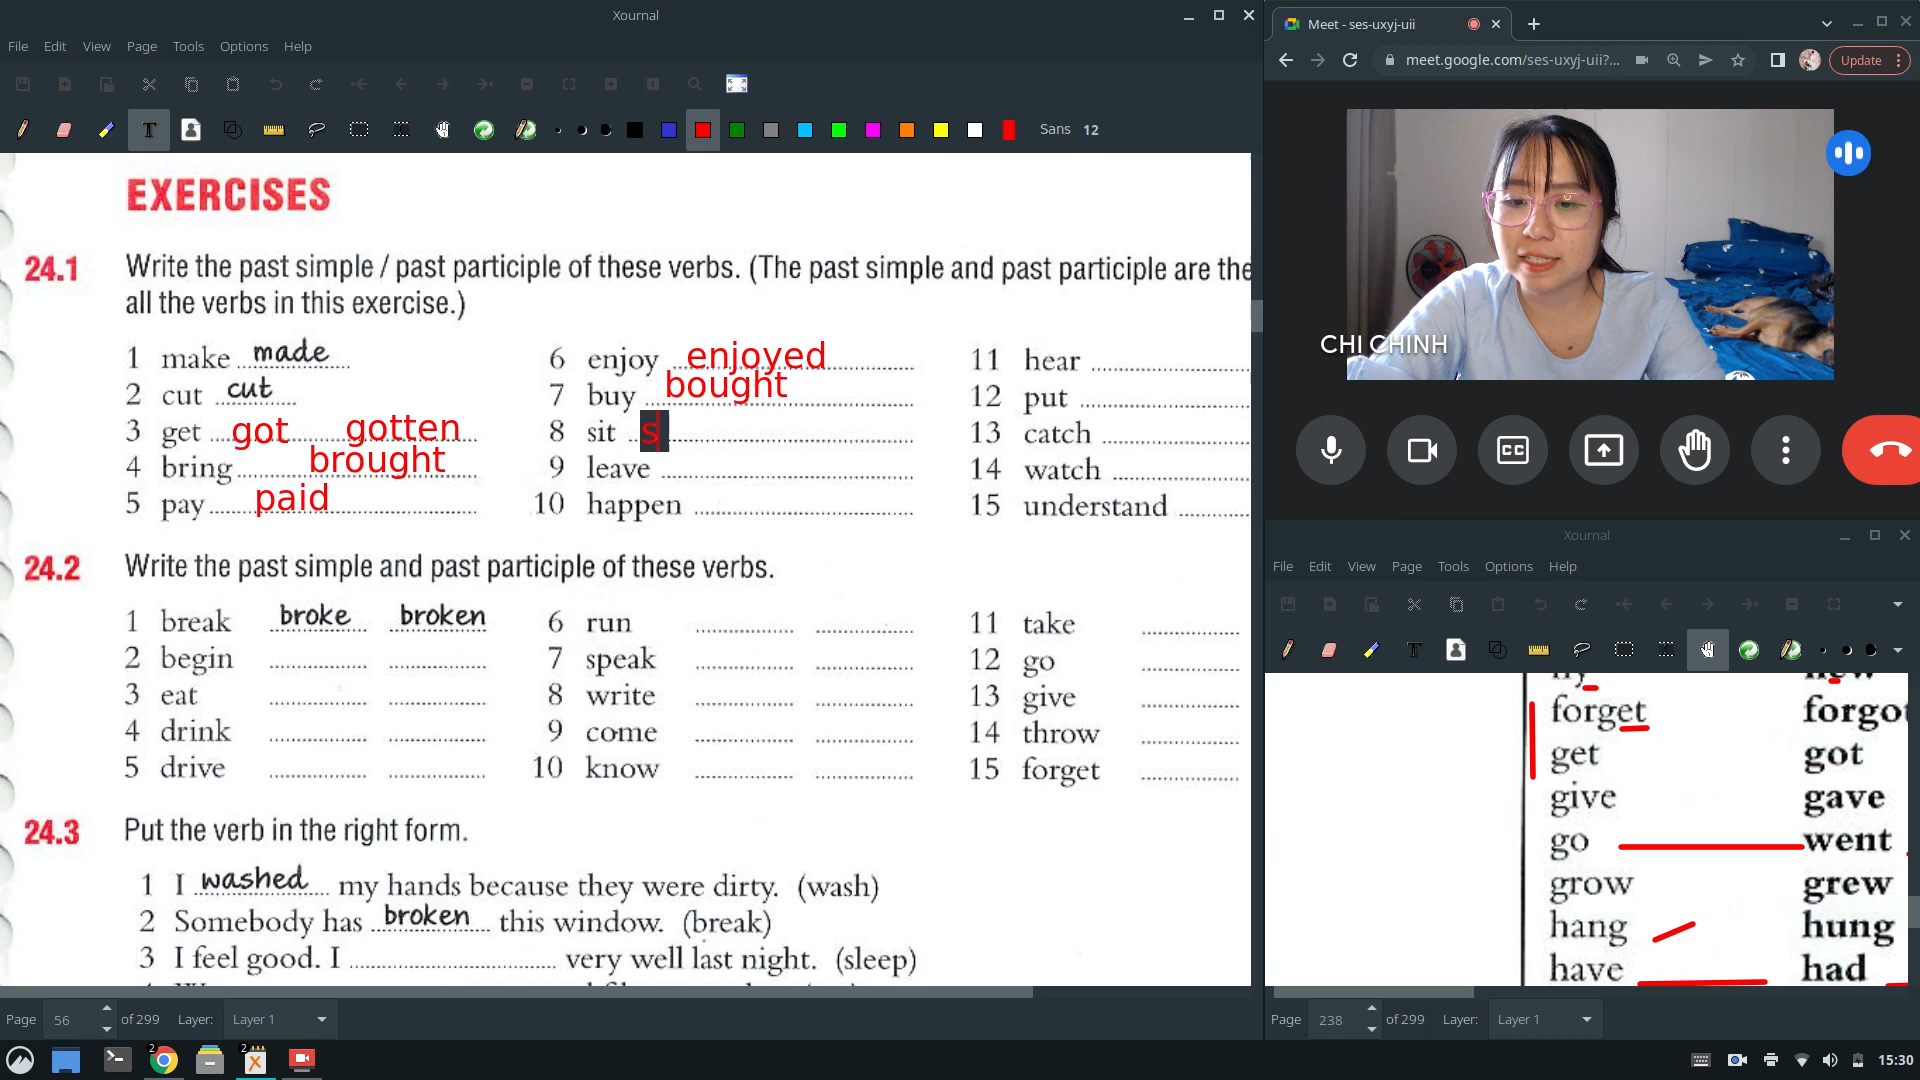 Xournal
File Edit View Page Tools Options Help
Sans 12
EXERCISES
24.1 Write the past simple / past participle of these verbs. (The past simple and past participle are the
all the verbs in this exercise.)
1 make made
2 cut cut
3 get got gotten
4 bring brought
5 pay paid
6 enjoy enjoyed
7 buy bought
8 sit s
9 leave
10 happen
11 hear
12 put
13 catch
14 watch
15 understand
24.2 Write the past simple and past participle of these verbs.
1 break broke broken
2 begin
3 eat
4 drink
5 drive
6 run
7 speak
8 write
9 come
10 know
11 take
12 go
13 give
14 throw
15 forget
24.3 Put the verb in the right form.
1 I washed my hands because they were dirty. (wash)
2 Somebody has broken this window. (break)
3 I feel good. I very well last night. (sleep)
Page 56 of 299 Layer: Layer 1
Meet - ses-uxyj-uii
meet.google.com/ses-uxyj-uii?...
Update
CHI CHINH
CC
Xournal
File Edit View Page Tools Options Help
forget forgot
get got
give gave
go went
grow grew
hang hung
have had
Page 238 of 299 Layer: Layer 1
2 2
15:30